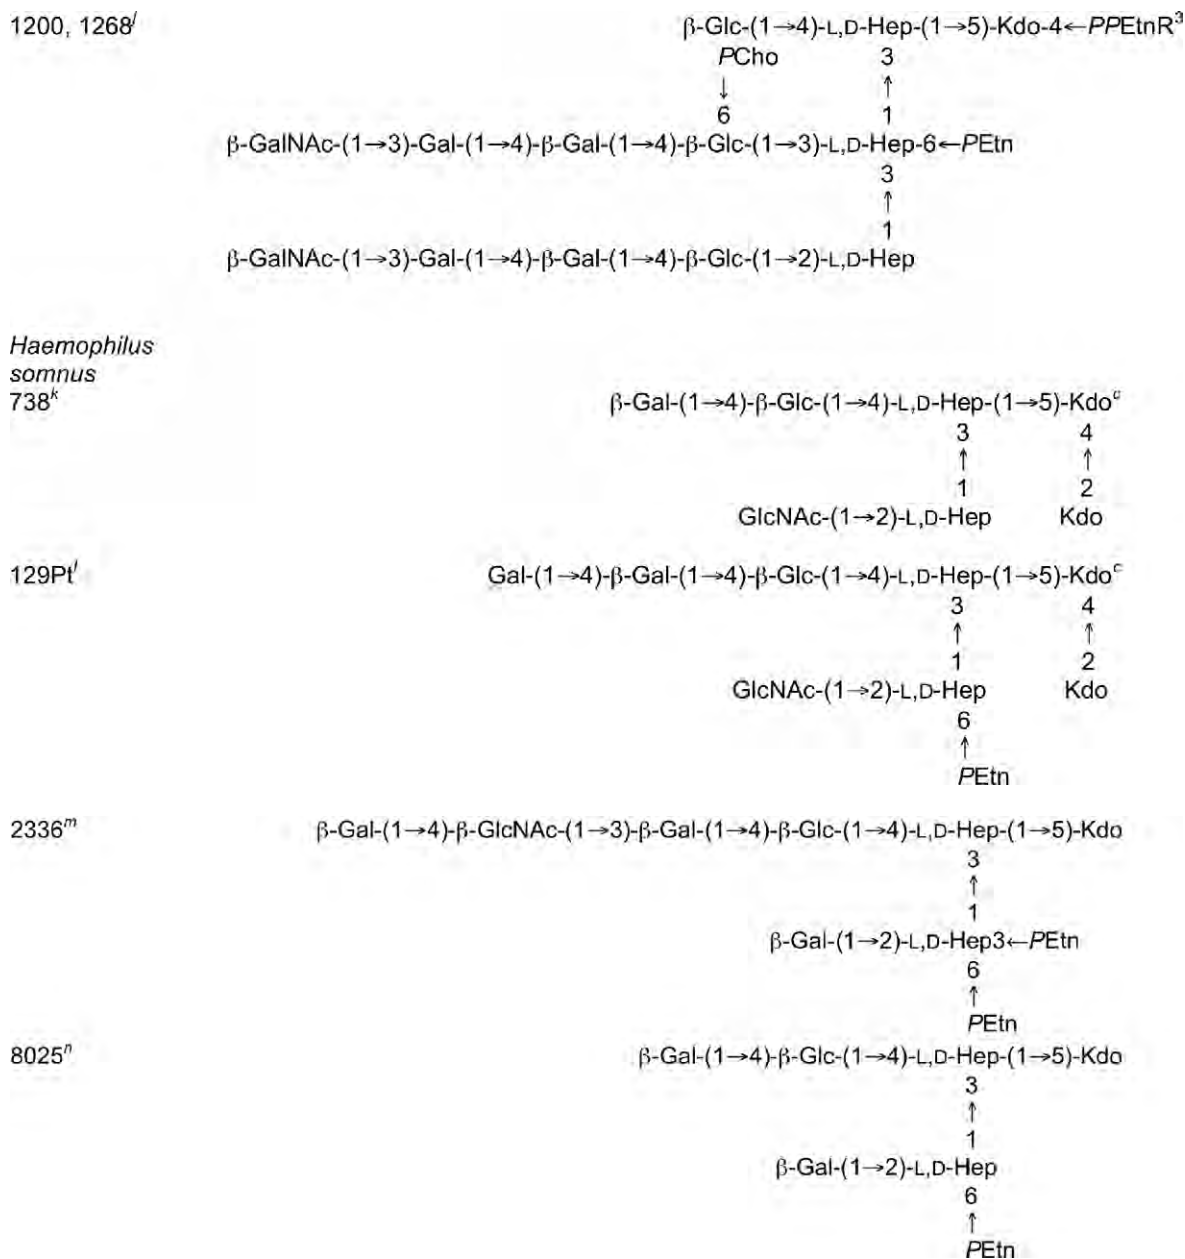 1200, 1268j β-Glc-(1→4)-L,D-Hep-(1→5)-Kdo-4←PPEtnR3
PCho 3
↓ ↑
6 1
β-GalNAc-(1→3)-Gal-(1→4)-β-Gal-(1→4)-β-Glc-(1→3)-L,D-Hep-6←PEtn
3
↑
1
β-GalNAc-(1→3)-Gal-(1→4)-β-Gal-(1→4)-β-Glc-(1→2)-L,D-Hep
Haemophilus
somnus
738k β-Gal-(1→4)-β-Glc-(1→4)-L,D-Hep-(1→5)-Kdoc
3 4
↑ ↑
1 2
GlcNAc-(1→2)-L,D-Hep Kdo
129Ptl Gal-(1→4)-β-Gal-(1→4)-β-Glc-(1→4)-L,D-Hep-(1→5)-Kdoc
3 4
↑ ↑
1 2
GlcNAc-(1→2)-L,D-Hep Kdo
6
↑
PEtn
2336m β-Gal-(1→4)-β-GlcNAc-(1→3)-β-Gal-(1→4)-β-Glc-(1→4)-L,D-Hep-(1→5)-Kdo
3
↑
1
β-Gal-(1→2)-L,D-Hep3←PEtn
6
↑
PEtn
8025n β-Gal-(1→4)-β-Glc-(1→4)-L,D-Hep-(1→5)-Kdo
3
↑
1
β-Gal-(1→2)-L,D-Hep
6
↑
PEtn